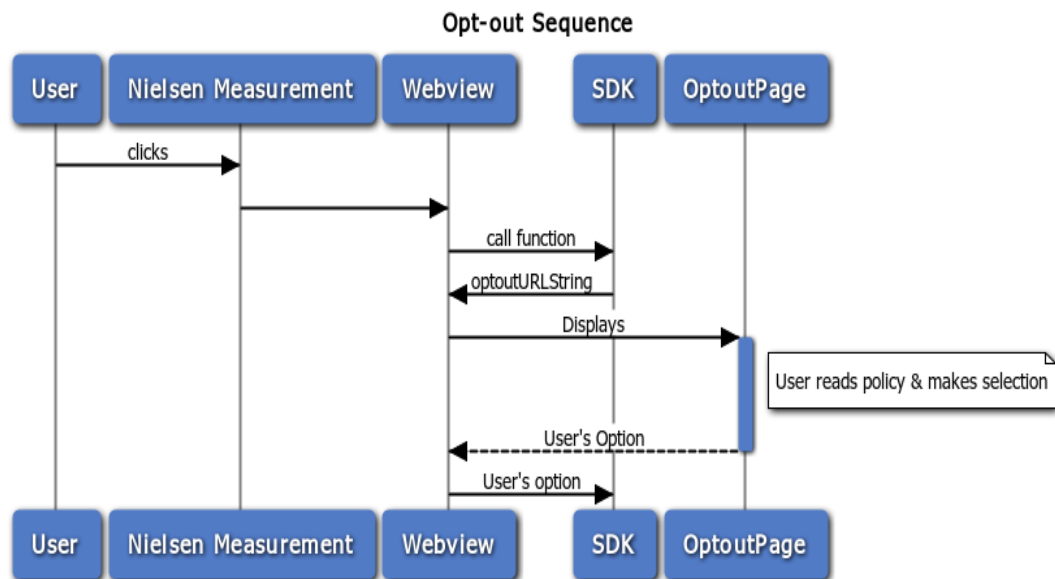 Opt-out Sequence
User
Nielsen Measurement
Webview
SDK
OptoutPage
clicks
call function
optoutURLString
Displays
User reads policy & makes selection
User's Option
User's option
User
Nielsen Measurement
Webview
SDK
OptoutPage